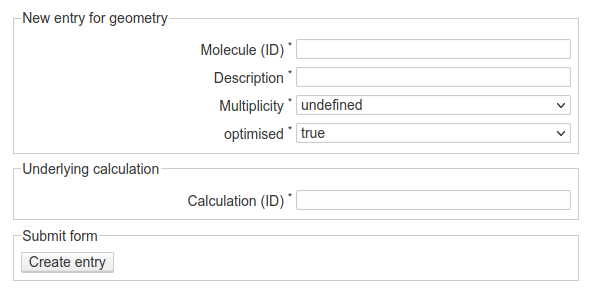 New entry for geometry
Molecule (ID) *
Description *
Multiplicity * undefined
optimised * true
Underlying calculation
Calculation (ID) *
Submit form
Create entry